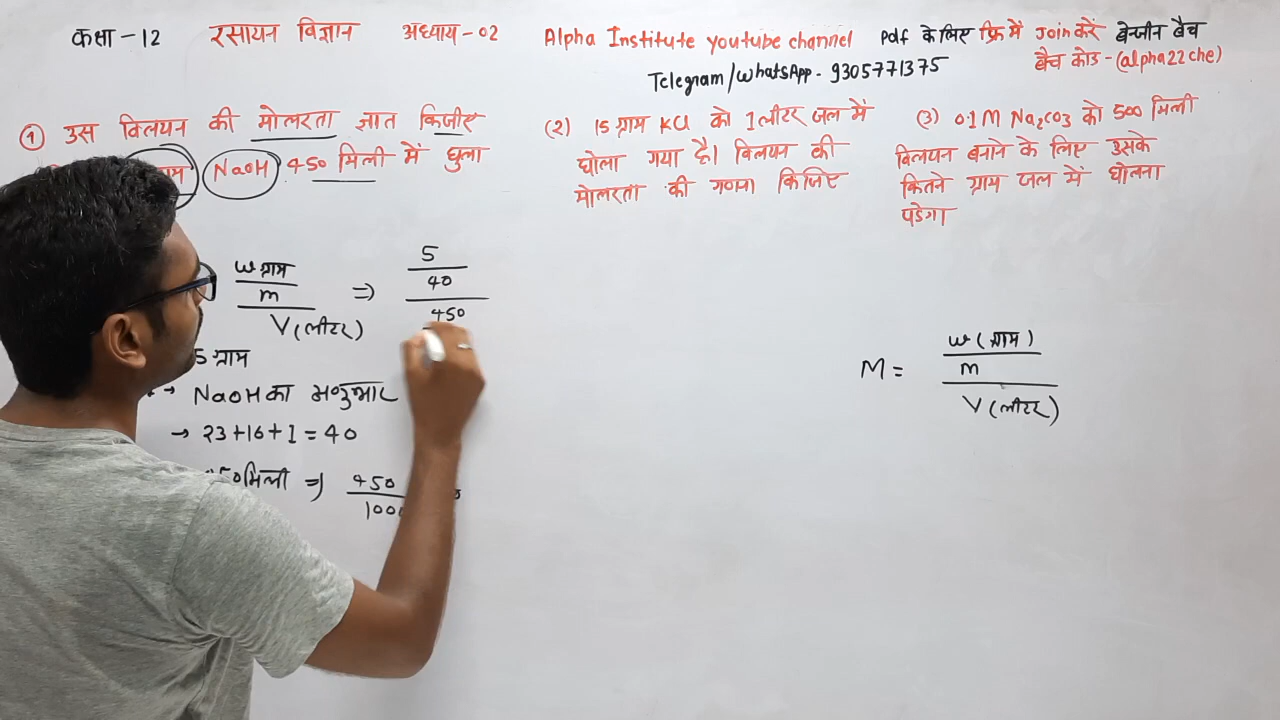 कक्षा - 12 रसायन विज्ञान अध्याय - 02 Alpha Institute youtube channel Pdf के लिए फ्रि में Join करें बेन्जीन बैच
Telegram/whatsApp - 9305771375 बैच कोड - (alpha22che)
① उस विलयन की मोलरता ज्ञात किजीए
NaOH 450 मिली में घुला
(2) 15 ग्राम KCl को 1 लीटर जल में
घोला गया है। विलयन की
मोलरता की गणना किजिए
(3) 0.1 M Na₂CO₃ को 500 मिली
विलयन बनाने के लिए उसके
कितने ग्राम जल में घोलना
पडेगा
w ग्राम
m
V (लीटर)
⇒
5
40
450
5 ग्राम
→ NaOH का अणुभार
→ 23+16+1 = 40
मिली ⇒ 450
M = w (ग्राम)
m
V (लीटर)